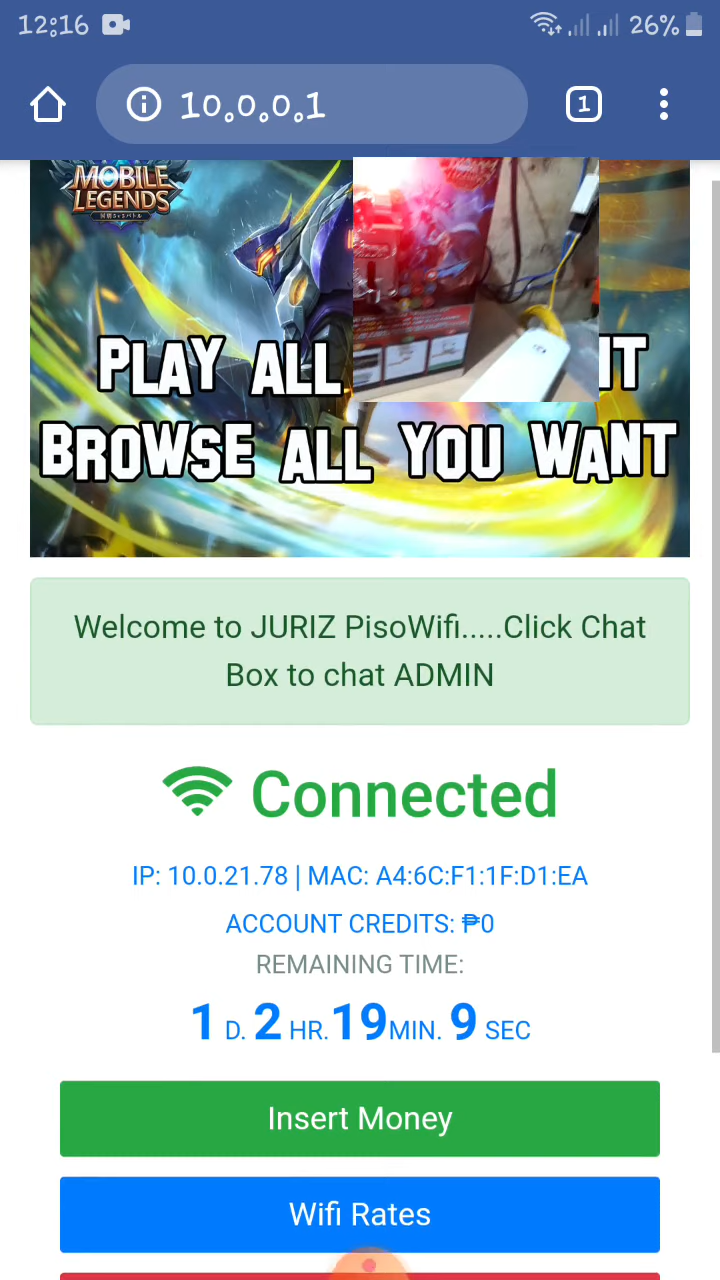 12:16
26%
10.0.0.1
1
MOBILE
LEGENDS
PLAY ALL
BROWSE ALL YOU WANT
Welcome to JURIZ PisoWifi.....Click Chat
Box to chat ADMIN
Connected
IP: 10.0.21.78 | MAC: A4:6C:F1:1F:D1:EA
ACCOUNT CREDITS: ₱0
REMAINING TIME:
1 D. 2 HR. 19 MIN. 9 SEC
Insert Money
Wifi Rates